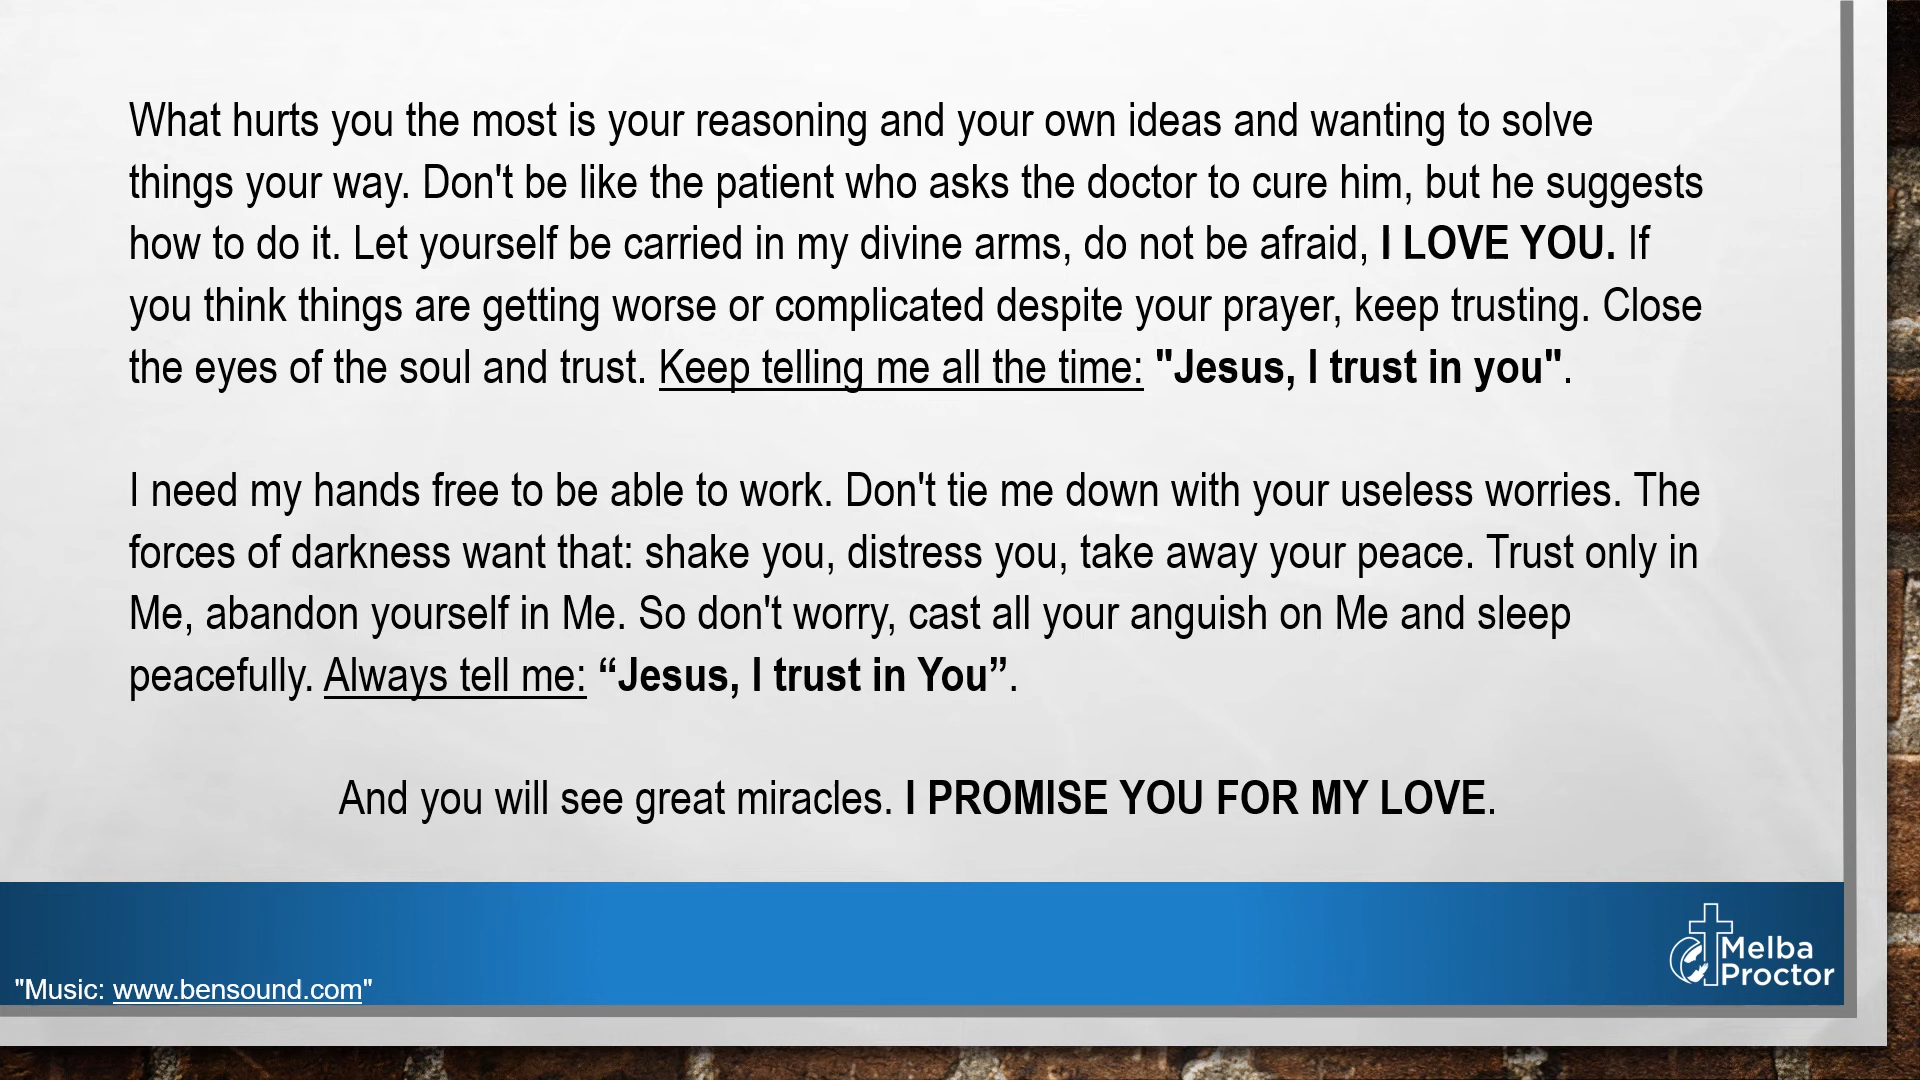 What hurts you the most is your reasoning and your own ideas and wanting to solve
things your way. Don't be like the patient who asks the doctor to cure him, but he suggests
how to do it. Let yourself be carried in my divine arms, do not be afraid, I LOVE YOU. If
you think things are getting worse or complicated despite your prayer, keep trusting. Close
the eyes of the soul and trust. Keep telling me all the time: "Jesus, I trust in you".
I need my hands free to be able to work. Don't tie me down with your useless worries. The
forces of darkness want that: shake you, distress you, take away your peace. Trust only in
Me, abandon yourself in Me. So don't worry, cast all your anguish on Me and sleep
peacefully. Always tell me: “Jesus, I trust in You”.
And you will see great miracles. I PROMISE YOU FOR MY LOVE.
Melba
Proctor
"Music: www.bensound.com"